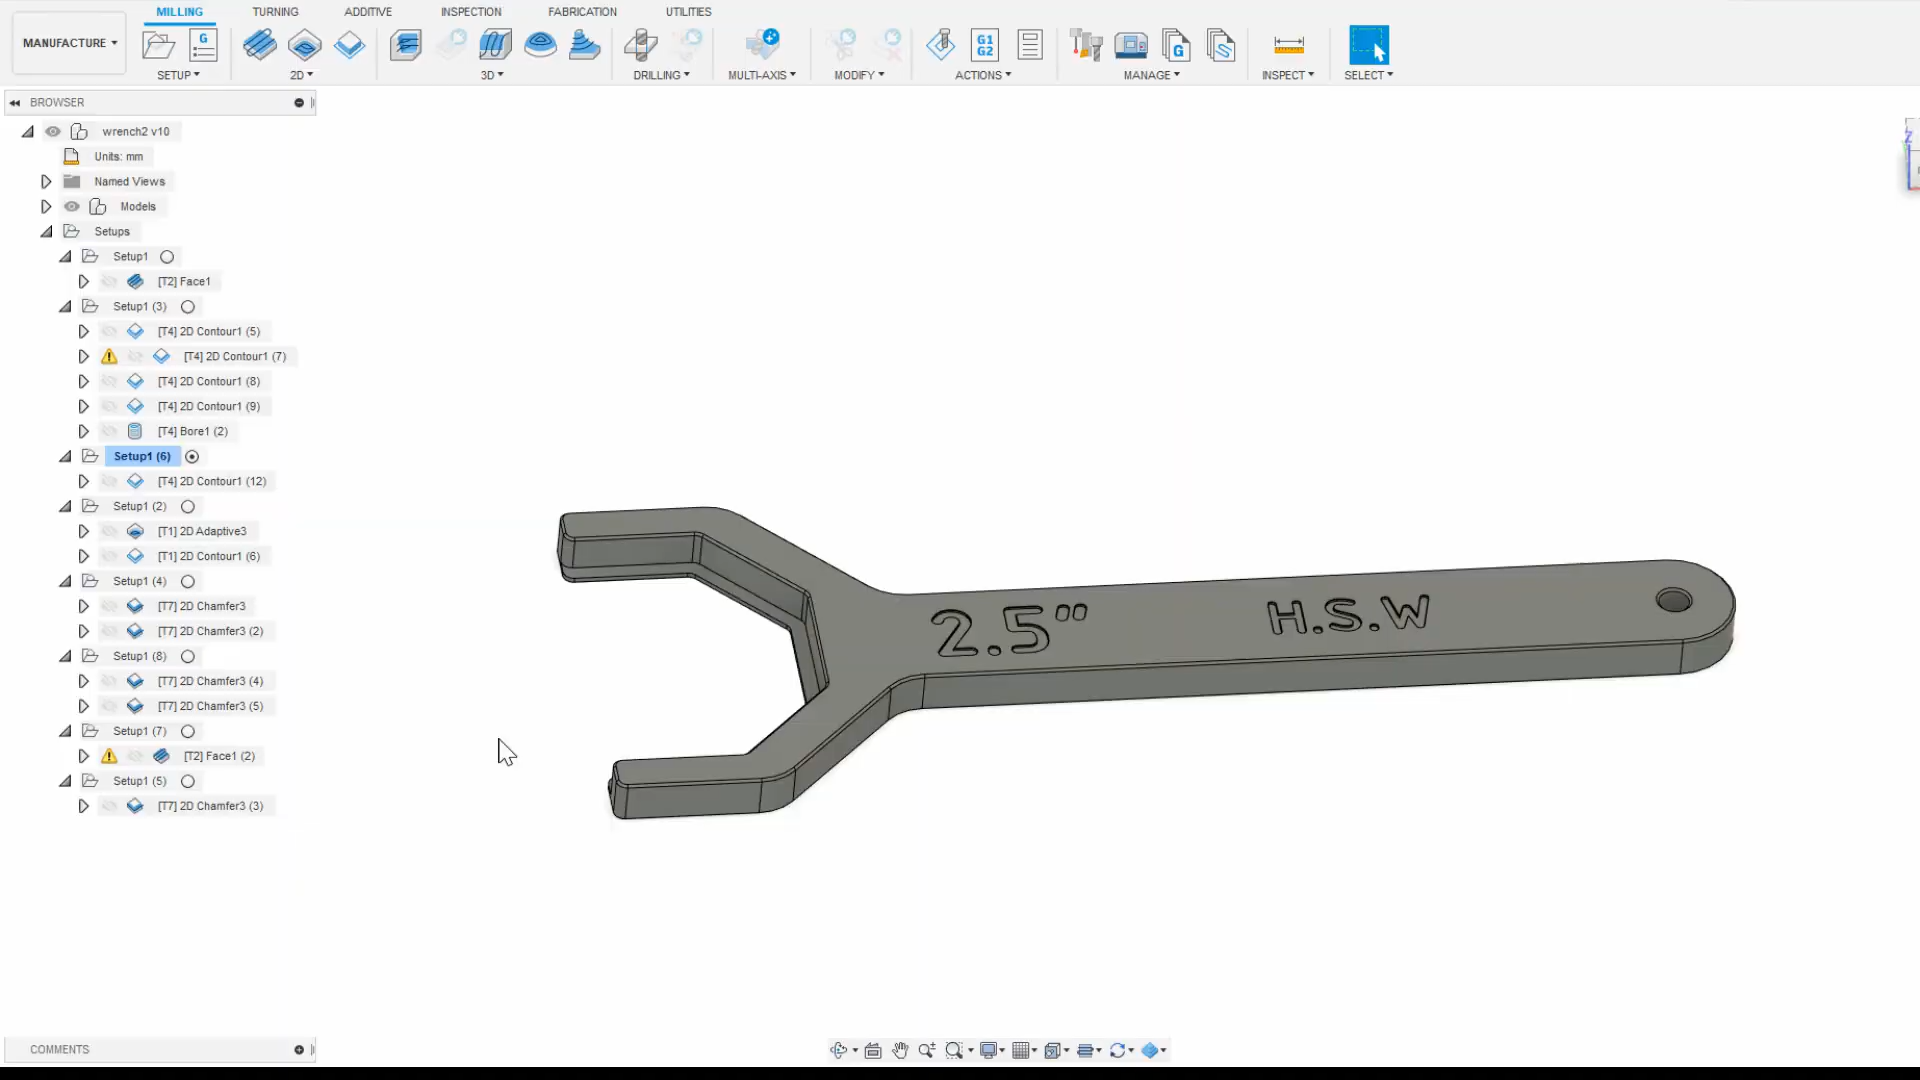 MILLING TURNING ADDITIVE INSPECTION FABRICATION UTILITIES
MANUFACTURE
SETUP 2D 3D DRILLING MULTI-AXIS MODIFY ACTIONS MANAGE INSPECT SELECT
G
G1
G2
G
BROWSER
wrench2 v10
Units: mm
Named Views
Models
Setups
Setup1
[T2] Face1
Setup1 (3)
[T4] 2D Contour1 (5)
[T4] 2D Contour1 (7)
[T4] 2D Contour1 (8)
[T4] 2D Contour1 (9)
[T4] Bore1 (2)
Setup1 (6)
[T4] 2D Contour1 (12)
Setup1 (2)
[T1] 2D Adaptive3
[T1] 2D Contour1 (6)
Setup1 (4)
[T7] 2D Chamfer3
[T7] 2D Chamfer3 (2)
Setup1 (8)
[T7] 2D Chamfer3 (4)
[T7] 2D Chamfer3 (5)
Setup1 (7)
[T2] Face1 (2)
Setup1 (5)
[T7] 2D Chamfer3 (3)
2.5" H.S.W
Z
COMMENTS